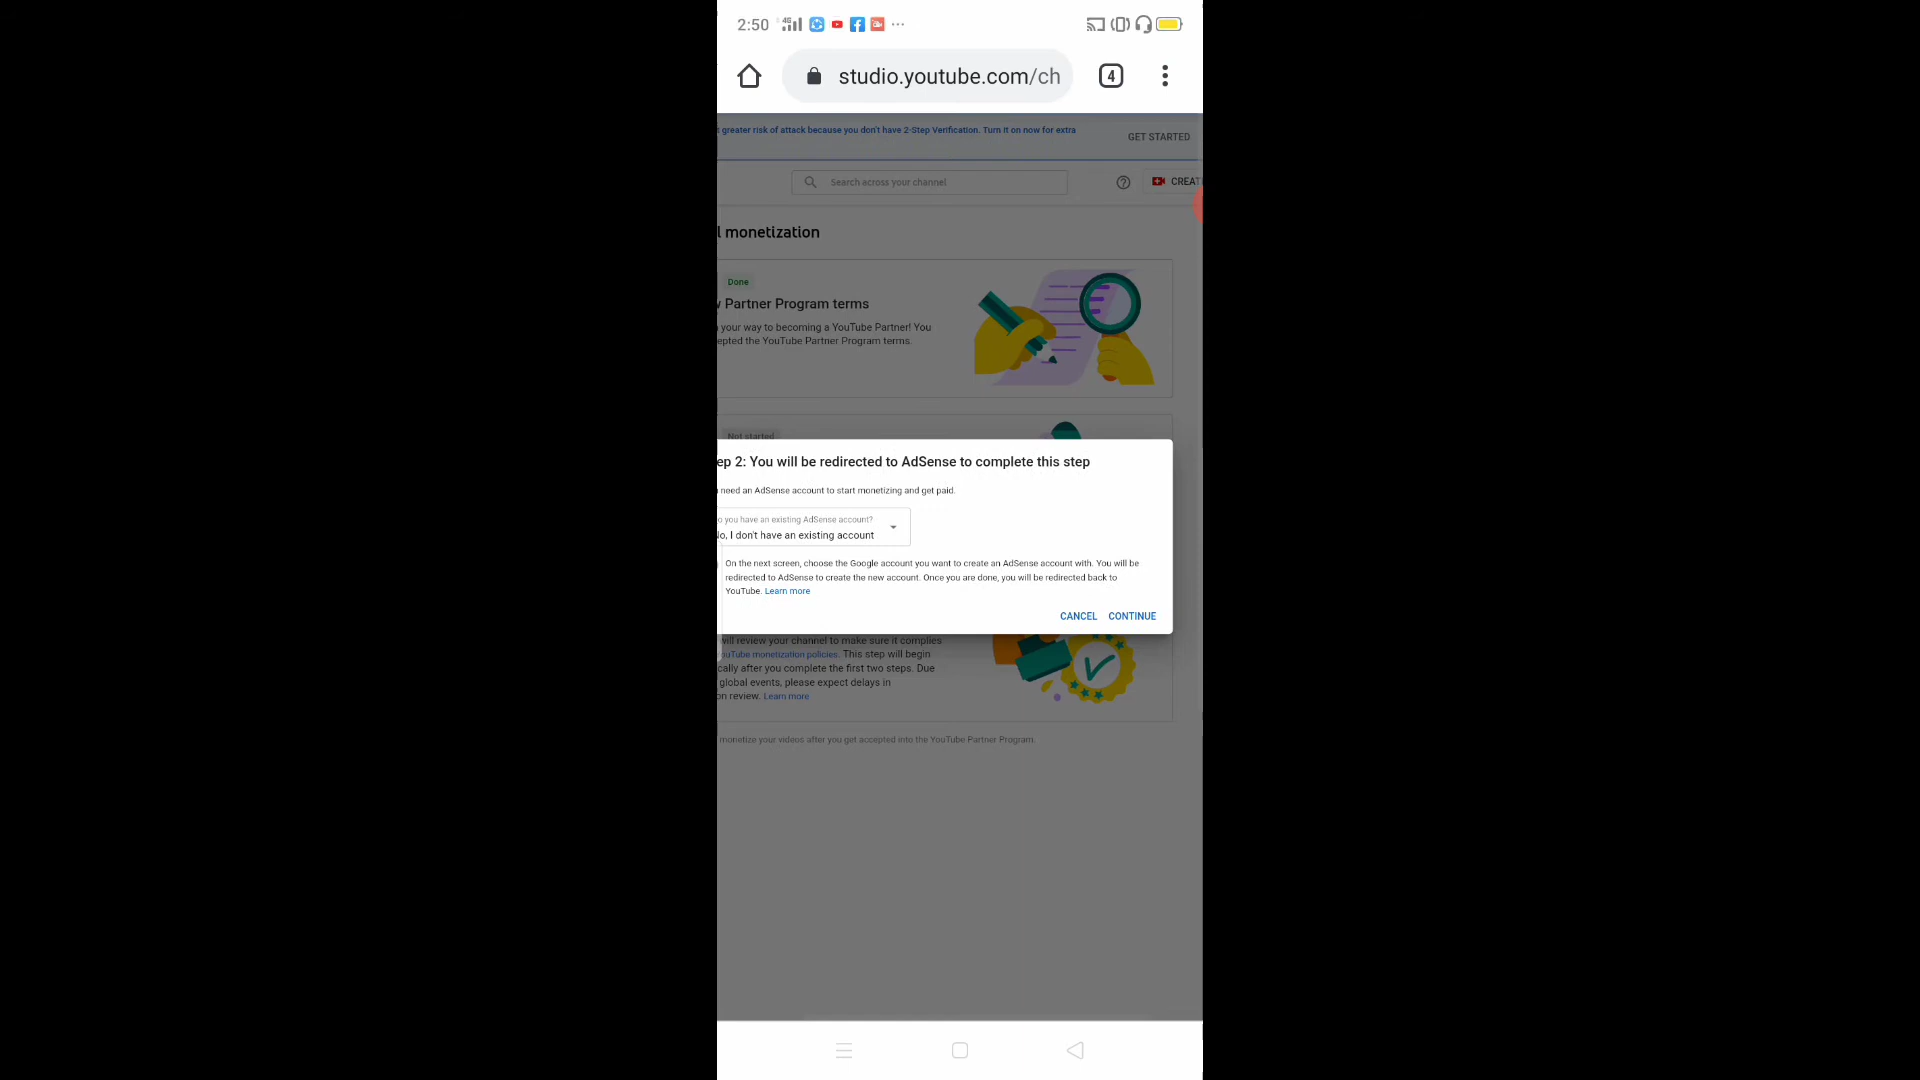 2:50
4G
studio.youtube.com/ch
4
greater risk of attack because you don't have 2-Step Verification. Turn it on now for extra
GET STARTED
Search across your channel
CREAT
l monetization
Done
Partner Program terms
your way to becoming a YouTube Partner! You
epted the YouTube Partner Program terms.
Not started
ep 2: You will be redirected to AdSense to complete this step
need an AdSense account to start monetizing and get paid.
o you have an existing AdSense account?
No, I don't have an existing account
On the next screen, choose the Google account you want to create an AdSense account with. You will be
redirected to AdSense to create the new account. Once you are done, you will be redirected back to
YouTube. Learn more
CANCEL CONTINUE
will review your channel to make sure it complies
ouTube monetization policies. This step will begin
cally after you complete the first two steps. Due
global events, please expect delays in
on review. Learn more
monetize your videos after you get accepted into the YouTube Partner Program.